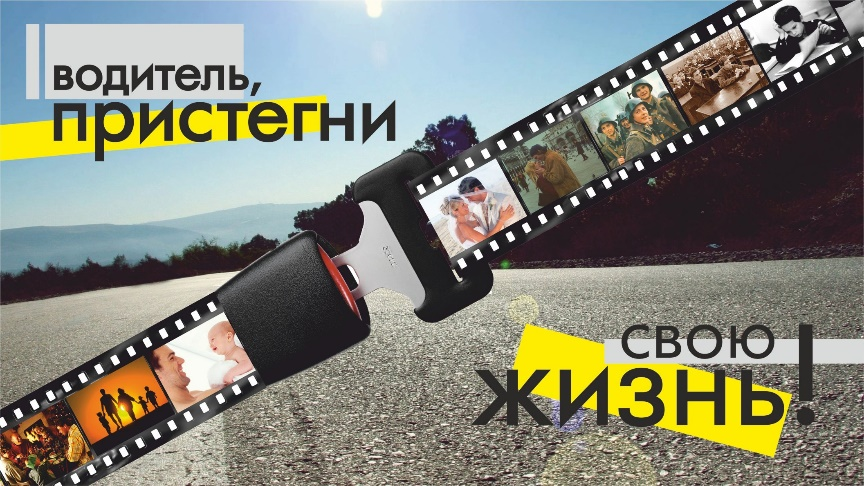 водитель,
пристегни
свою
жизнь!